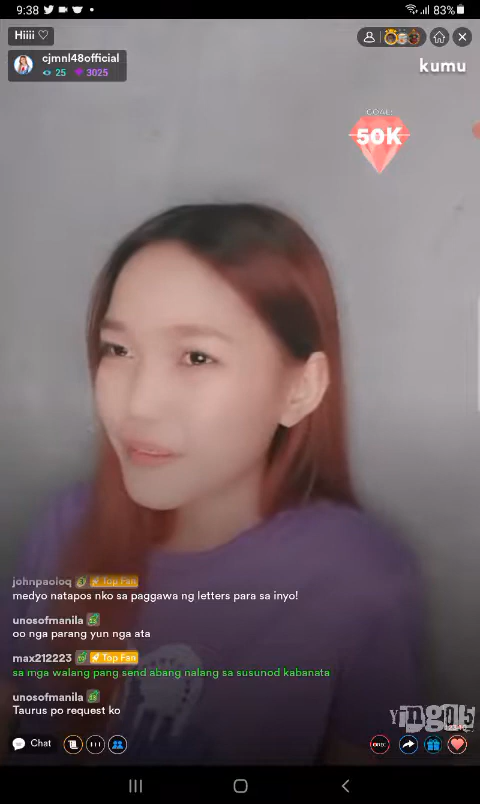 9:38
83%
Hiiii ♡
cjmnl48official
25
3025
kumu
GOAL:
50K
johnpaoloq
Top Fan
medyo natapos nko sa paggawa ng letters para sa inyo!
unosofmanila
oo nga parang yun nga ata
max212223
Top Fan
sa mga walang pang send abang nalang sa susunod kabanata
unosofmanila
Taurus po request ko
Chat